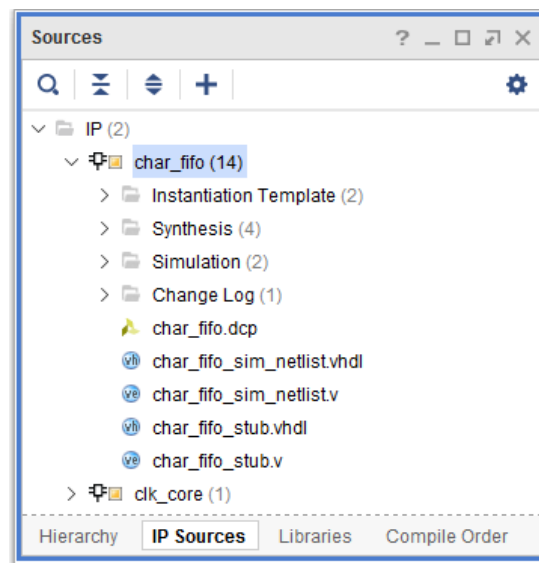 Sources
IP (2)
char_fifo (14)
Instantiation Template (2)
Synthesis (4)
Simulation (2)
Change Log (1)
char_fifo.dcp
vh char_fifo_sim_netlist.vhdl
ve char_fifo_sim_netlist.v
vh char_fifo_stub.vhdl
ve char_fifo_stub.v
clk_core (1)
Hierarchy IP Sources Libraries Compile Order